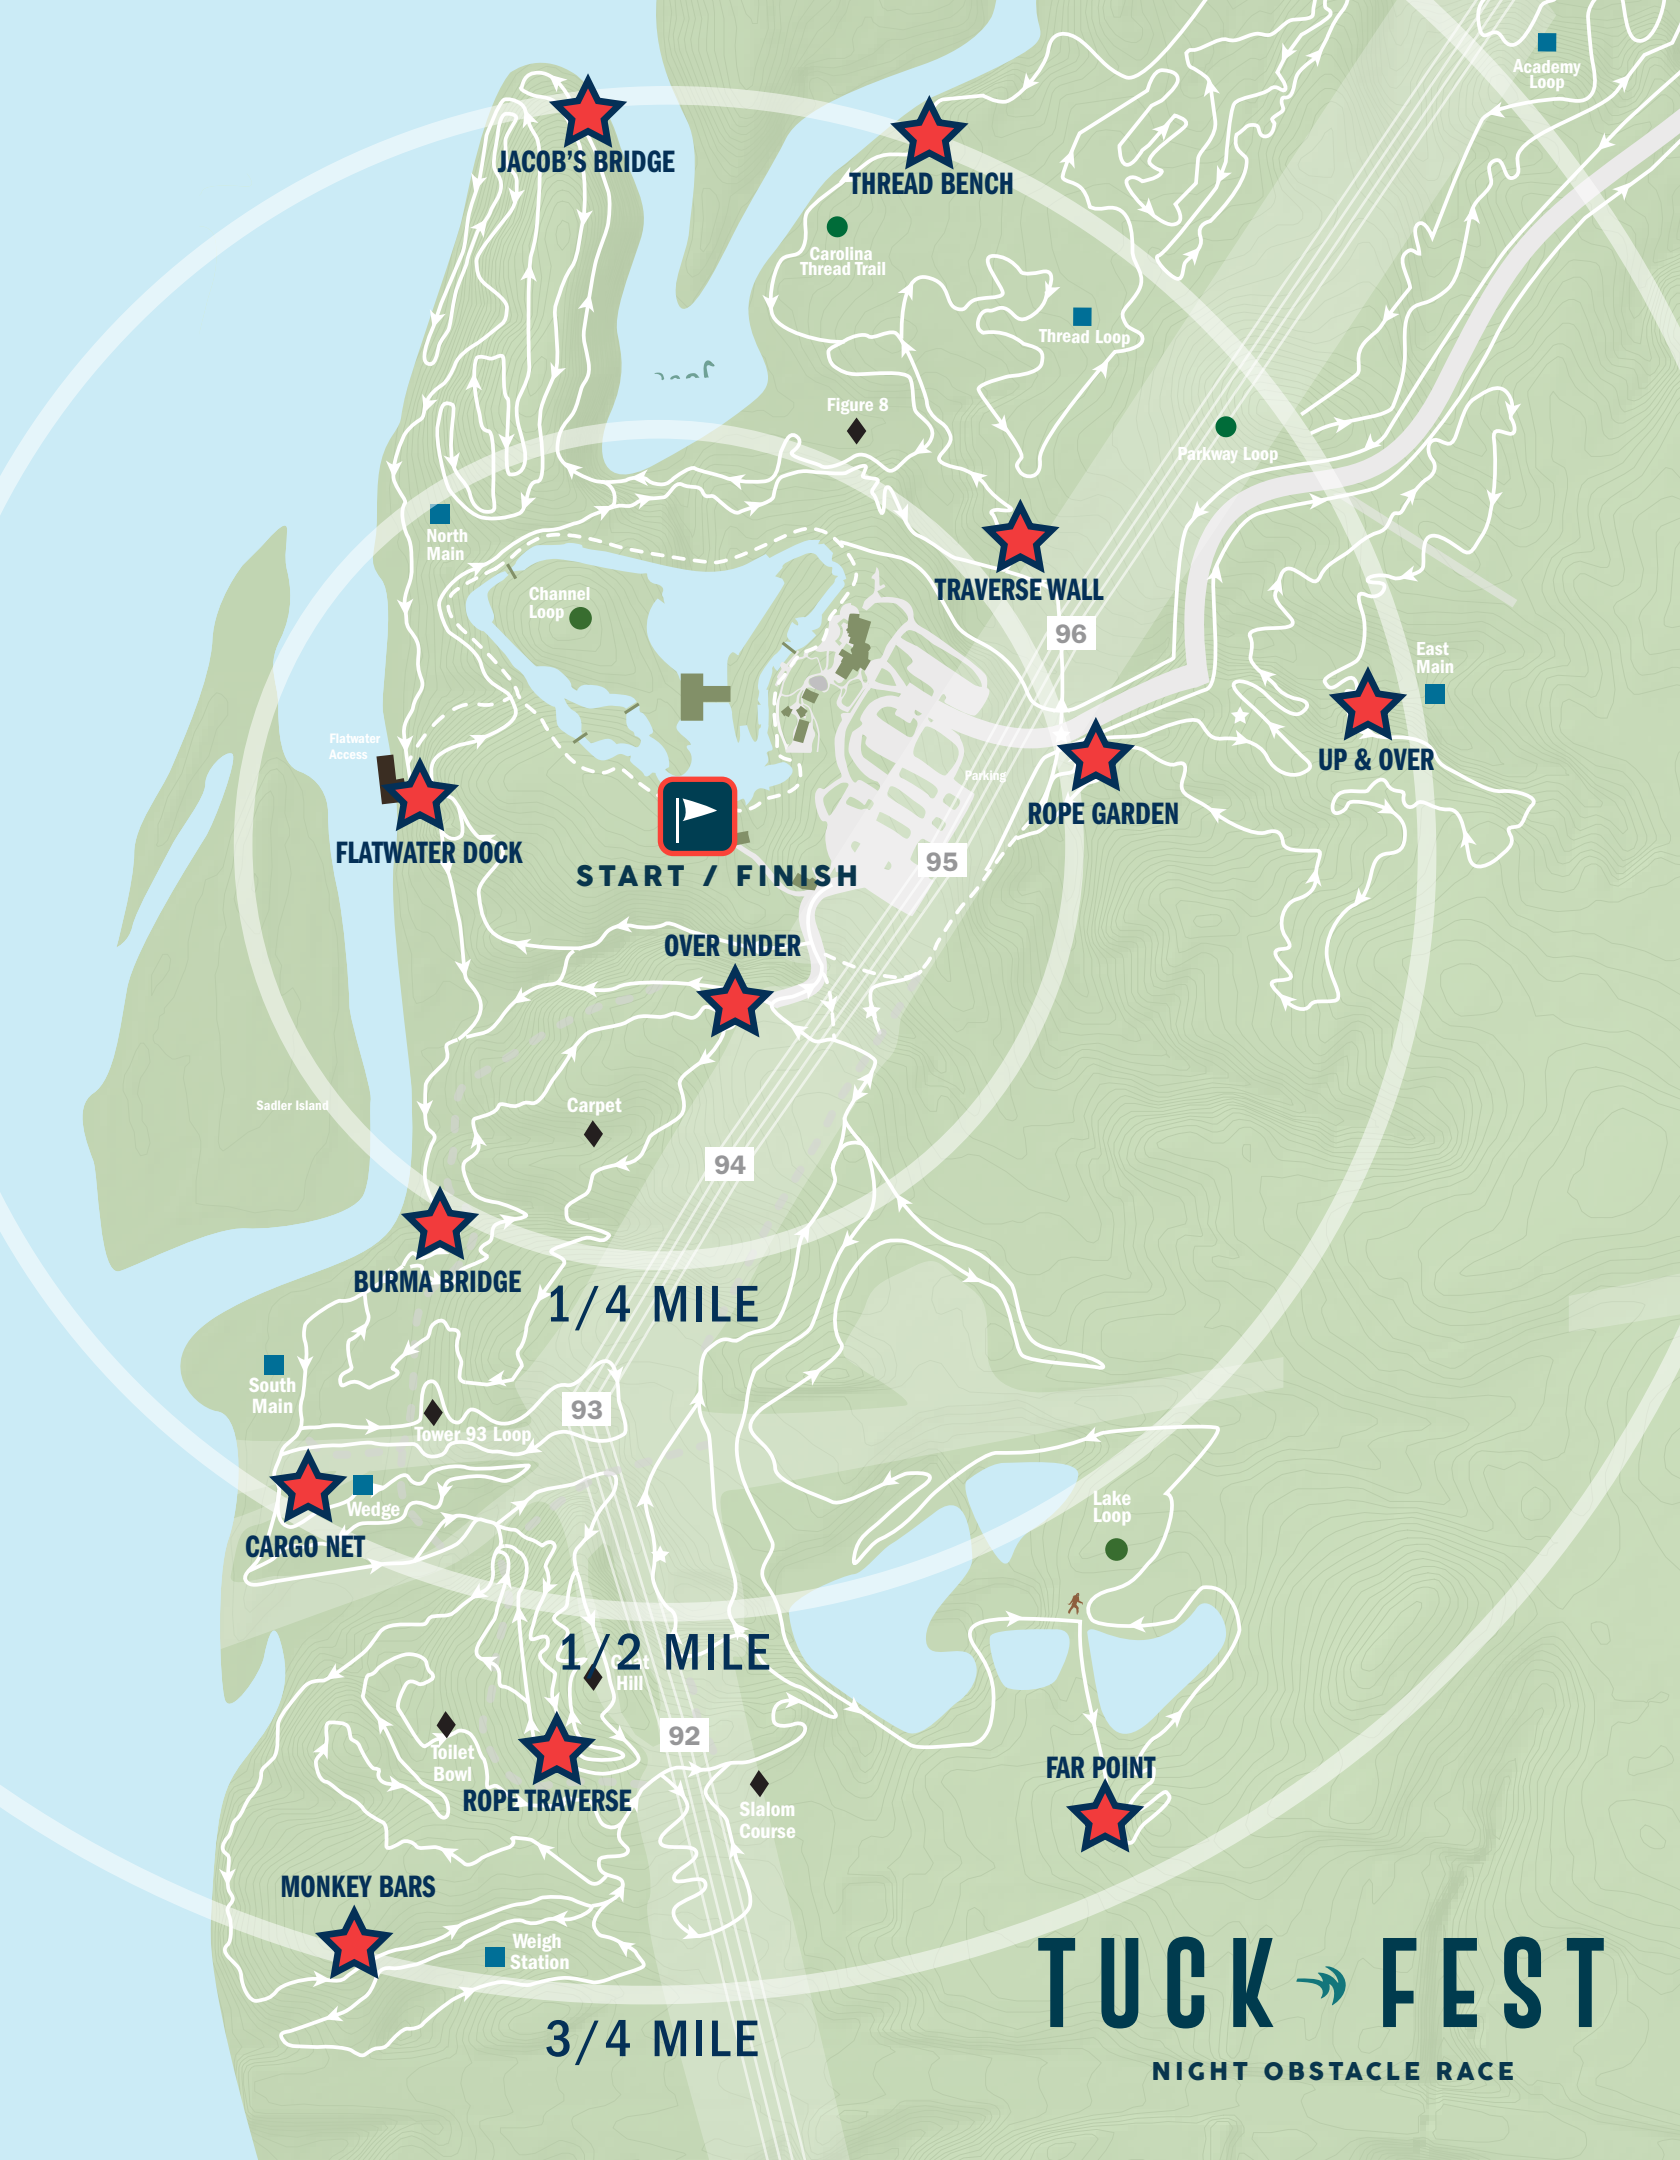 Academy
Loop
JACOB'S BRIDGE
THREAD BENCH
Carolina
Thread Trail
Thread Loop
Figure 8
Parkway Loop
North
Main
TRAVERSE WALL
Channel
Loop
96
East
Main
Flatwater
Access
UP & OVER
Parking
ROPE GARDEN
FLATWATER DOCK
START / FINISH
95
OVER UNDER
Sadler Island
Carpet
94
BURMA BRIDGE
1/4 MILE
South
Main
93
Tower 93 Loop
Wedge
Lake
Loop
CARGO NET
1/2 MILE
Hill
92
Toilet
Bowl
FAR POINT
ROPE TRAVERSE
Slalom
Course
MONKEY BARS
Weigh
Station
3/4 MILE
TUCK FEST
NIGHT OBSTACLE RACE